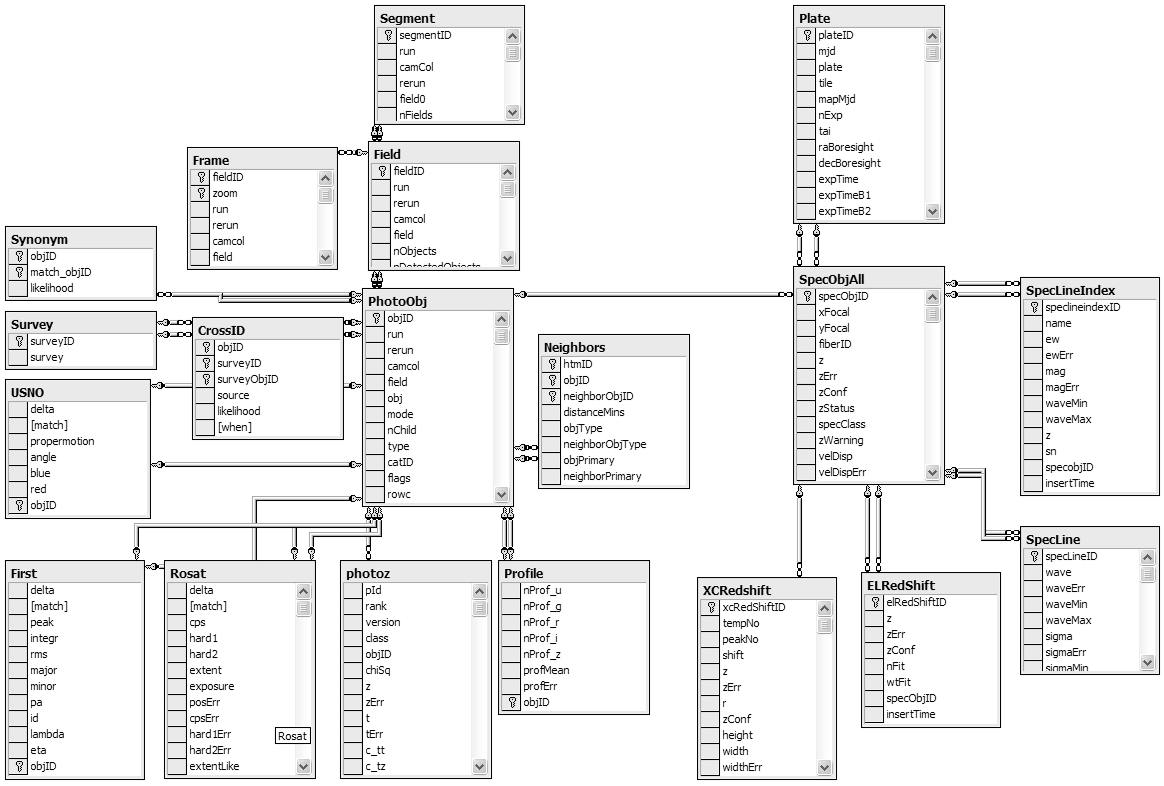 Segment
segmentID
run
camCol
rerun
field0
nFields
Plate
plateID
mjd
plate
tile
mapMjd
nExp
tai
raBoresight
decBoresight
expTime
expTimeB1
expTimeB2
Frame
fieldID
zoom
run
rerun
camcol
field
Field
fieldID
run
rerun
camcol
field
nObjects
nDetectedObjects
Synonym
objID
match_objID
likelihood
Survey
surveyID
survey
CrossID
objID
surveyID
surveyObjID
source
likelihood
[when]
PhotoObj
objID
run
rerun
camcol
field
obj
mode
nChild
type
catID
flags
rowc
Neighbors
htmID
objID
neighborObjID
distanceMins
objType
neighborObjType
objPrimary
neighborPrimary
SpecObjAll
specObjID
xFocal
yFocal
fiberID
z
zErr
zConf
zStatus
specClass
zWarning
velDisp
velDispErr
SpecLineIndex
speclineindexID
name
ew
ewErr
mag
magErr
waveMin
waveMax
z
sn
specobjID
insertTime
USNO
delta
[match]
propermotion
angle
blue
red
objID
First
delta
[match]
peak
integr
rms
major
minor
pa
id
lambda
eta
objID
Rosat
delta
[match]
cps
hard1
hard2
extent
exposure
posErr
cpsErr
hard1Err
hard2Err
extentLike
Rosat
photoz
pId
rank
version
class
objID
chiSq
z
zErr
t
tErr
c_tt
c_tz
Profile
nProf_u
nProf_g
nProf_r
nProf_i
nProf_z
profMean
profErr
objID
XCRedshift
xcRedShiftID
tempNo
peakNo
shift
z
zErr
r
zConf
height
width
widthErr
ELRedShift
elRedShiftID
z
zErr
zConf
nFit
wtFit
specObjID
insertTime
SpecLine
specLineID
wave
waveErr
waveMin
waveMax
sigma
sigmaErr
sigmaMin